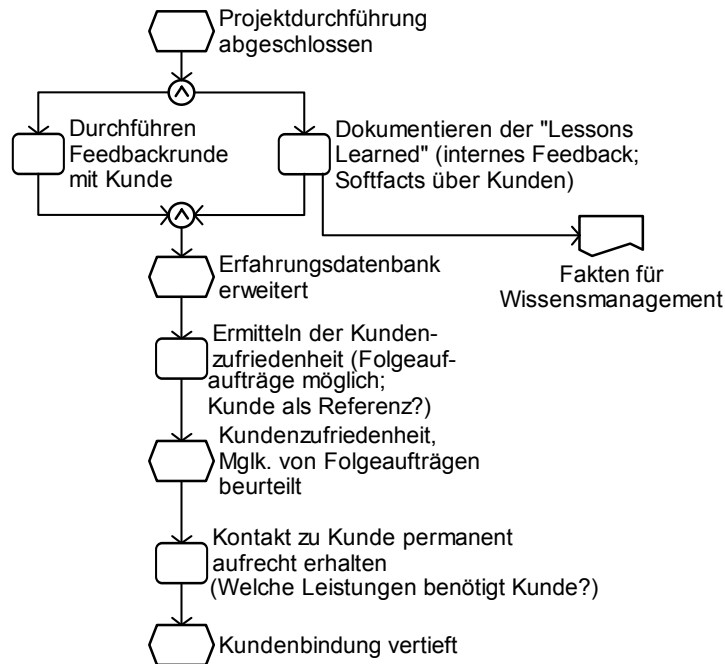 Projektdurchführung
abgeschlossen
Durchführen
Feedbackrunde
mit Kunde
Dokumentieren der "Lessons
Learned" (internes Feedback;
Softfacts über Kunden)
Fakten für
Wissensmanagement
Erfahrungsdatenbank
erweitert
Ermitteln der Kunden-
zufriedenheit (Folgeauf-
aufträge möglich;
Kunde als Referenz?)
Kundenzufriedenheit,
Mglk. von Folgeaufträgen
beurteilt
Kontakt zu Kunde permanent
aufrecht erhalten
(Welche Leistungen benötigt Kunde?)
Kundenbindung vertieft